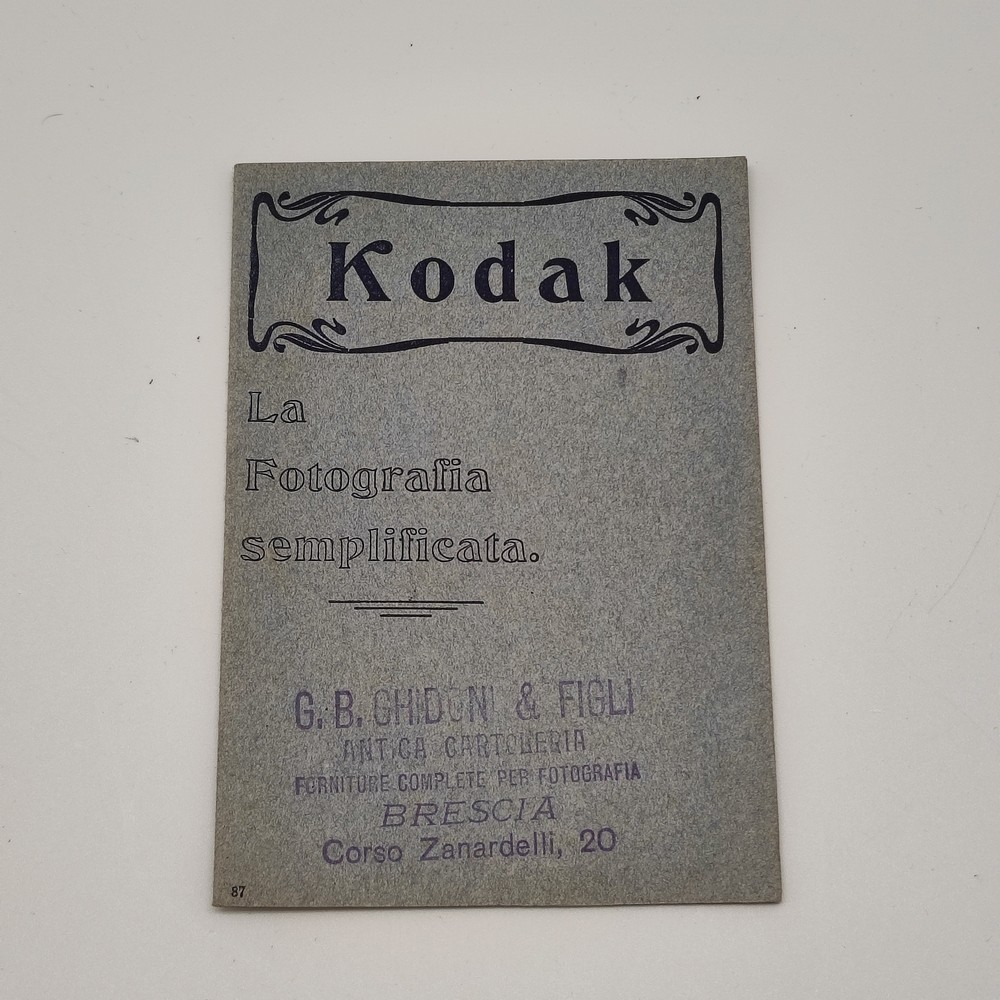 Kodak
La
Fotografia
semplificata.
G. B. GHIDONI & FIGLI
ANTICA CARTOLERIA
FORNITURE COMPLETE PER FOTOGRAFIA
BRESCIA
Corso Zanardelli, 20
87